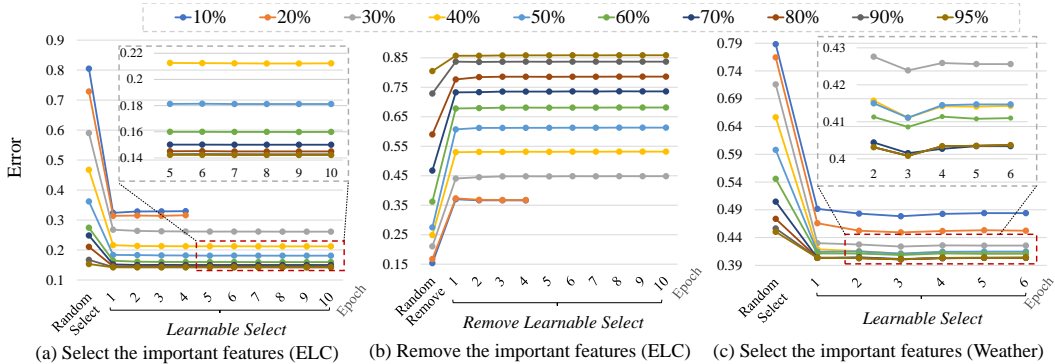 10% 20% 30% 40% 50% 60% 70% 80% 90% 95%
Error
0.9
0.8
0.7
0.6
0.5
0.4
0.3
0.2
0.1
0.22
0.2
0.18
0.16
0.14
5 6 7 8 9 10
Random Select 1 2 3 4 5 6 7 8 9 10 Epoch
Learnable Select
(a) Select the important features (ELC)
0.85
0.75
0.65
0.55
0.45
0.35
0.25
0.15
Random Remove 1 2 3 4 5 6 7 8 9 10 Epoch
Remove Learnable Select
(b) Remove the important features (ELC)
0.79
0.74
0.69
0.64
0.59
0.54
0.49
0.44
0.39
0.43
0.42
0.41
0.4
2 3 4 5 6
Random Select 1 2 3 4 5 6 Epoch
Learnable Select
(c) Select the important features (Weather)